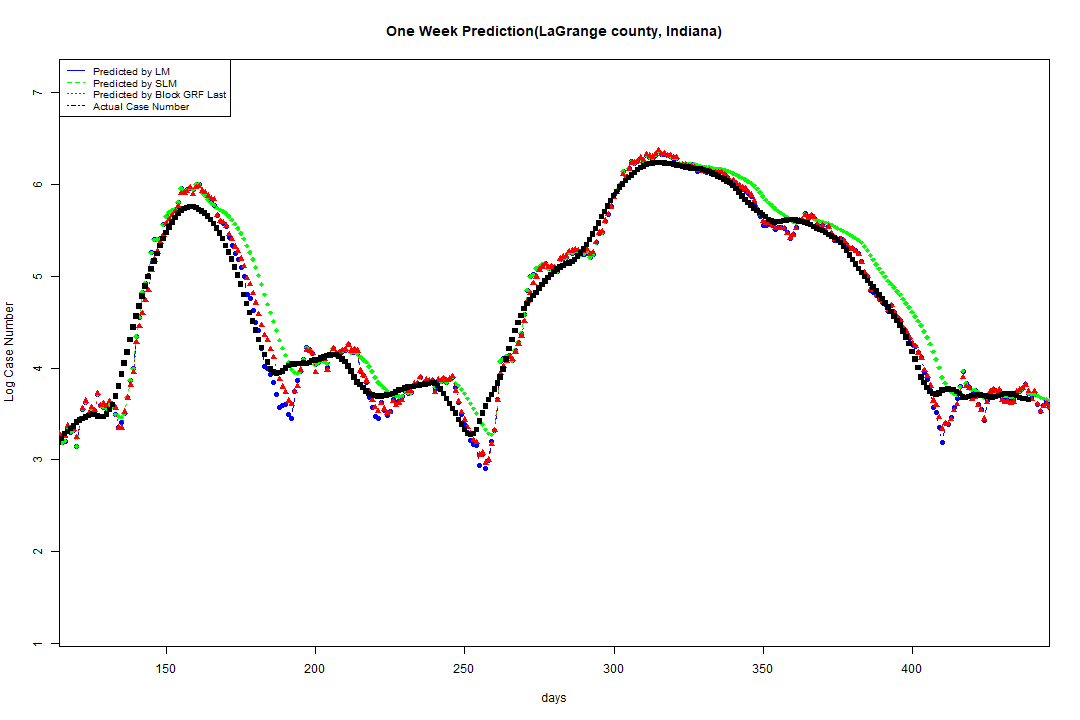 One Week Prediction(LaGrange county, Indiana)
Predicted by LM
Predicted by SLM
Predicted by Block GRF Last
Actual Case Number
7
6
5
4
3
2
1
Log Case Number
150 200 250 300 350 400
days